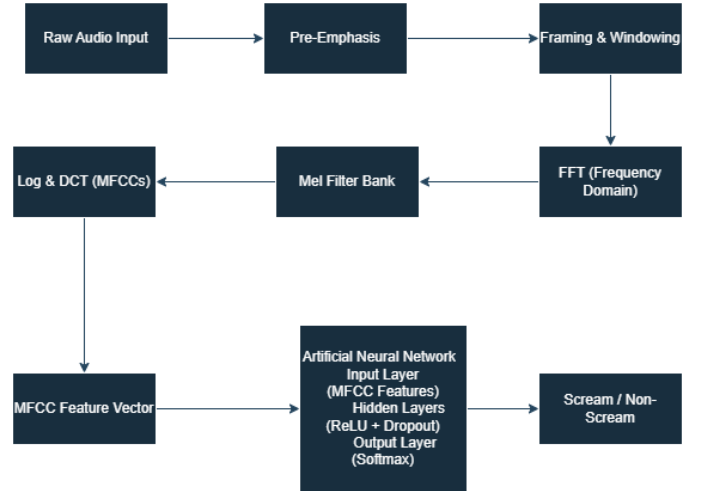 Raw Audio Input
Pre-Emphasis
Framing & Windowing
Log & DCT (MFCCs)
Mel Filter Bank
FFT (Frequency
Domain)
MFCC Feature Vector
Artificial Neural Network
Input Layer
(MFCC Features)
Hidden Layers
(ReLU + Dropout)
Output Layer
(Softmax)
Scream / Non-
Scream